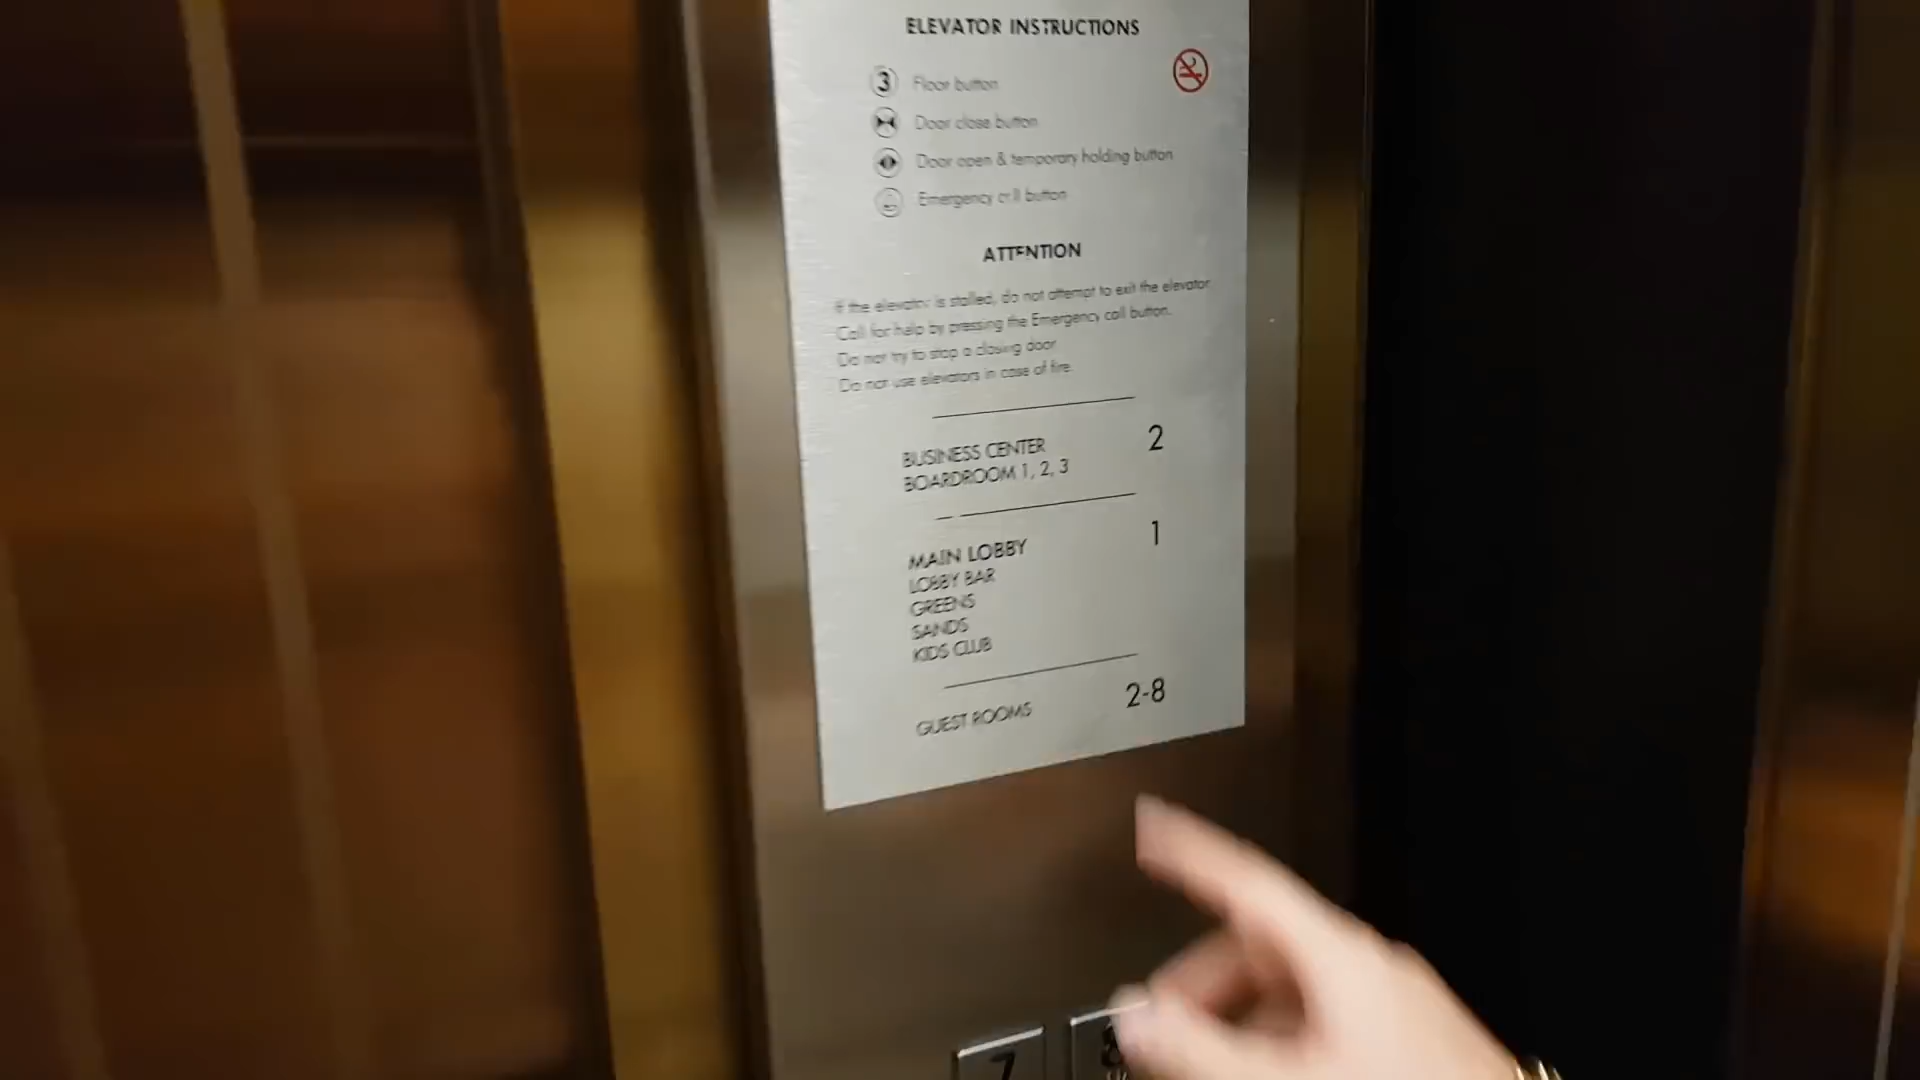 ELEVATOR INSTRUCTIONS
3 Floor button
Door close button
Door open & temporary holding button
Emergency call button
ATTENTION
If the elevator is stalled, do not attempt to exit the elevator
Call for help by pressing the Emergency call button.
Do not try to stop a closing door
Do not use elevators in case of fire.
BUSINESS CENTER 2
BOARDROOM 1, 2, 3
MAIN LOBBY 1
LOBBY BAR
GREENS
SANDS
KIDS CLUB
GUEST ROOMS 2-8
7 8